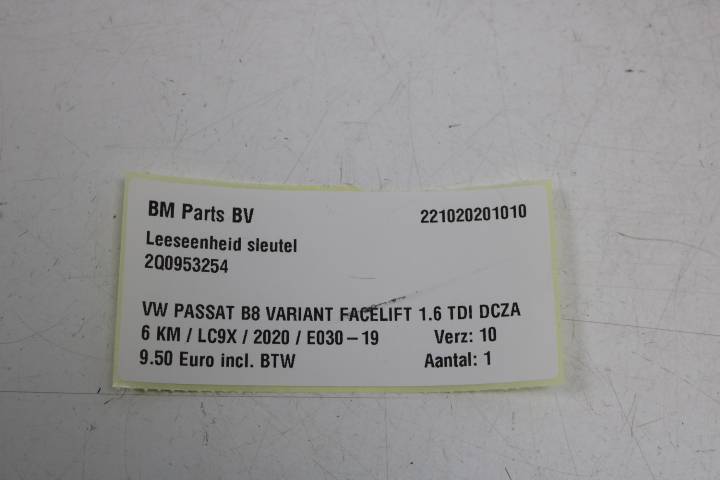 BM Parts BV 221020201010
Leeseenheid sleutel
2Q0953254
VW PASSAT B8 VARIANT FACELIFT 1.6 TDI DCZA
6 KM / LC9X / 2020 / E030-19 Verz: 10
9.50 Euro incl. BTW Aantal: 1